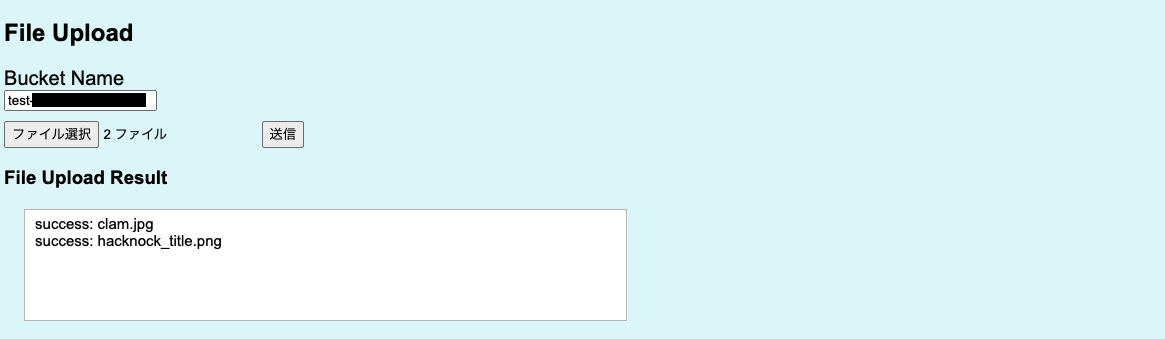 File Upload
Bucket Name
test-
ファイル選択 2 ファイル 送信
File Upload Result
success: clam.jpg
success: hacknock_title.png